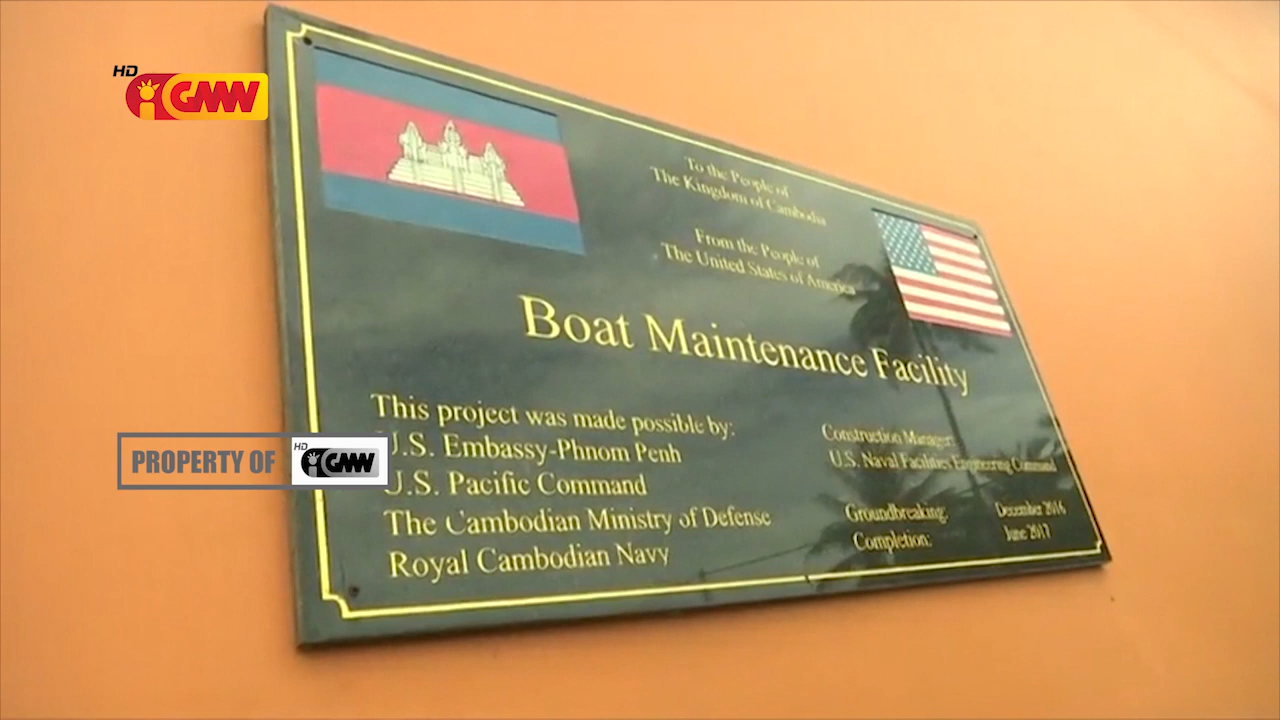 HD
iGMW
To the People of
The Kingdom of Cambodia
From the People of
The United States of America
Boat Maintenance Facility
This project was made possible by:
U.S. Embassy-Phnom Penh
U.S. Pacific Command
The Cambodian Ministry of Defense
Royal Cambodian Navy
Construction Manager:
U.S. Naval Facilities Engineering Command
Groundbreaking: December 2016
Completion: June 2017
PROPERTY OF HD iGMW